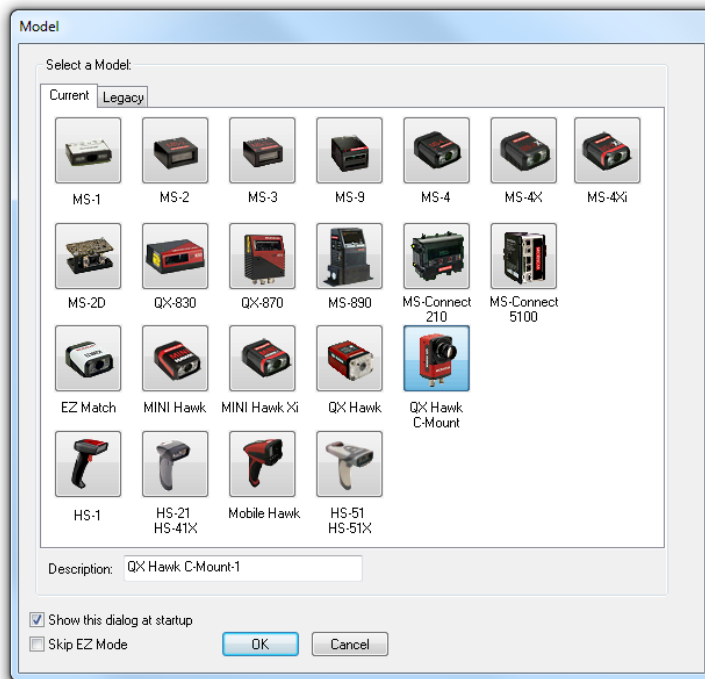 Model
Select a Model:
Current Legacy
MS-1 MS-2 MS-3 MS-9 MS-4 MS-4X MS-4Xi
MS-2D QX-830 QX-870 MS-890 MS-Connect 210 MS-Connect 5100
EZ Match MINI Hawk MINI Hawk Xi QX Hawk QX Hawk C-Mount
HS-1 HS-21 HS-41X Mobile Hawk HS-51 HS-51X
Description: QX Hawk C-Mount-1
Show this dialog at startup
Skip EZ Mode OK Cancel